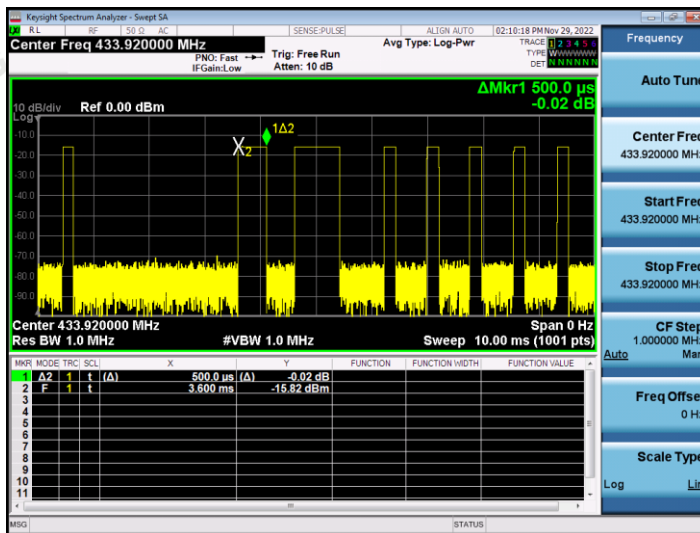 Keysight Spectrum Analyzer - Swept SA
RL RF 50 Ω AC SENSE:PULSE ALIGN AUTO 02:10:18 PM Nov 29, 2022
Center Freq 433.920000 MHz
PNO: Fast
IFGain:Low
Trig: Free Run
Atten: 10 dB
Avg Type: Log-Pwr
TRACE 1 2 3 4 5 6
TYPE WWWWWW
DET N N N N N N
ΔMkr1 500.0 µs
-0.02 dB
10 dB/div Ref 0.00 dBm
Log
-10.0
-20.0
-30.0
-40.0
-50.0
-60.0
-70.0
-80.0
-90.0
X2
1Δ2
Center 433.920000 MHz Span 0 Hz
Res BW 1.0 MHz #VBW 1.0 MHz Sweep 10.00 ms (1001 pts)
MKR MODE TRC SCL X Y FUNCTION FUNCTION WIDTH FUNCTION VALUE
1 Δ2 1 t (Δ) 500.0 µs (Δ) -0.02 dB
2 F 1 t 3.600 ms -15.82 dBm
3
4
5
6
7
8
9
10
11
MSG STATUS
Frequency
Auto Tune
Center Freq
433.920000 MHz
Start Freq
433.920000 MHz
Stop Freq
433.920000 MHz
CF Step
1.000000 MHz
Auto Man
Freq Offset
0 Hz
Scale Type
Log Lin